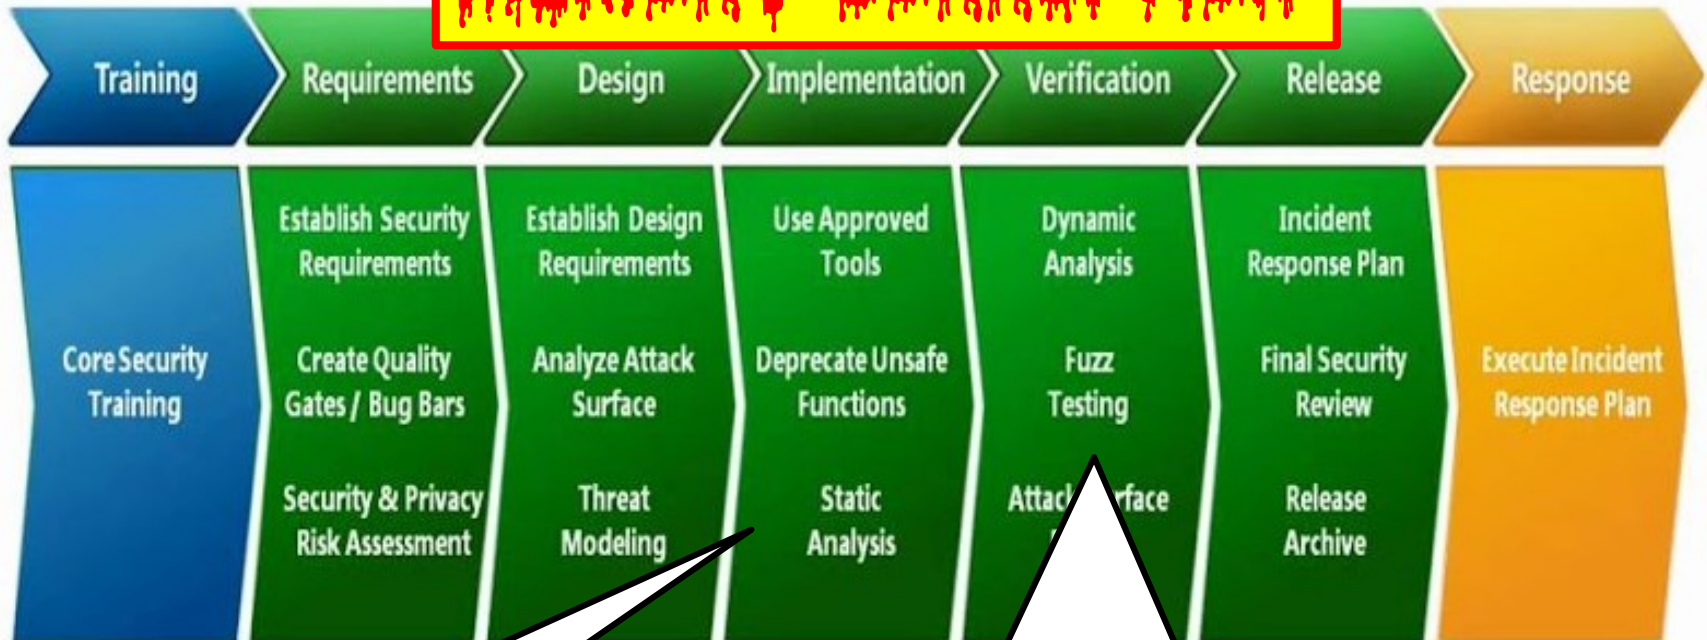 Training
Requirements
Design
Implementation
Verification
Release
Response
Core Security
Training
Establish Security
Requirements
Create Quality
Gates / Bug Bars
Security & Privacy
Risk Assessment
Establish Design
Requirements
Analyze Attack
Surface
Threat
Modeling
Use Approved
Tools
Deprecate Unsafe
Functions
Static
Analysis
Dynamic
Analysis
Fuzz
Testing
Incident
Response Plan
Final Security
Review
Release
Archive
Execute Incident
Response Plan